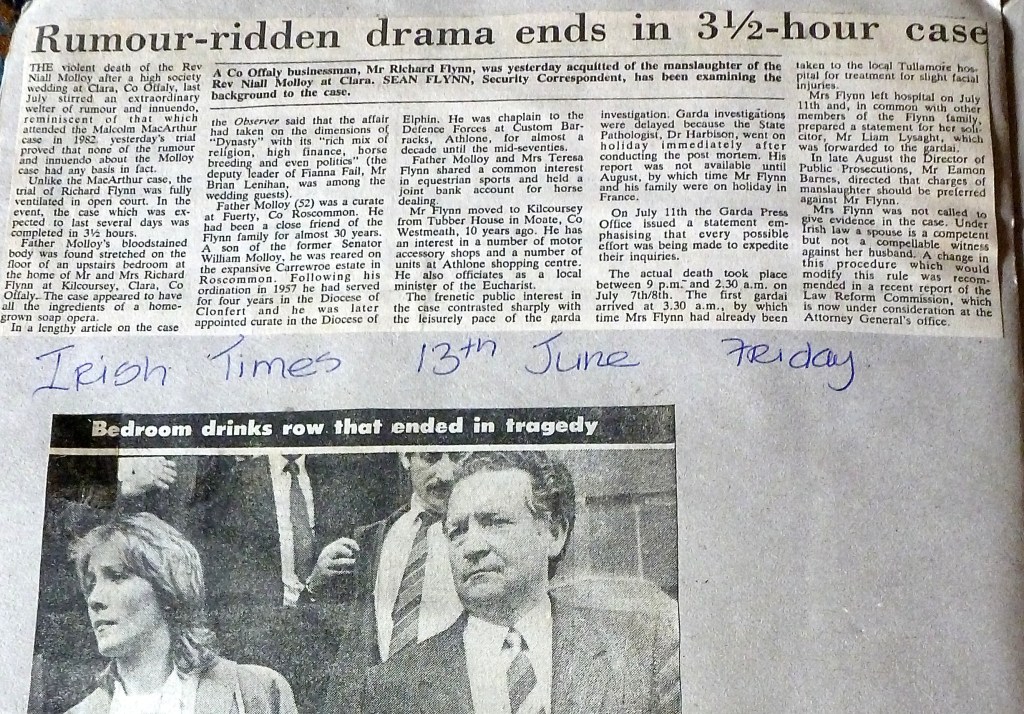 Rumour-ridden drama ends in 3½-hour case
THE violent death of the Rev
Niall Molloy after a high society
wedding at Clara, Co Offaly, last
July stirred an extraordinary
welter of rumour and innuendo,
reminiscent of that which
attended the Malcolm MacArthur
case in 1982. yesterday's trial
proved that none of the rumour
and innuendo about the Molloy
case had any basis in fact.
Unlike the MacArthur case, the
trial of Richard Flynn was fully
ventilated in open court. In the
event, the case which was ex-
pected to last several days was
completed in 3½ hours.
Father Molloy's bloodstained
body was found stretched on the
floor of an upstairs bedroom at
the home of Mr and Mrs Richard
Flynn at Kilcoursey, Clara, Co
Offaly. The case appeared to have
all the ingredients of a home-
grown soap opera.
In a lengthy article on the case
A Co Offaly businessman, Mr Richard Flynn, was yesterday acquitted of the manslaughter of the
Rev Niall Molloy at Clara. SEAN FLYNN, Security Correspondent, has been examining the
background to the case.
the Observer said that the affair
had taken on the dimensions of
"Dynasty" with its "rich mix of
religion, high finance, horse
breeding and even politics" (the
deputy leader of Fianna Fail, Mr
Brian Lenihan, was among the
wedding guests).
Father Molloy (52) was a curate
at Fuerty, Co Roscommon. He
had been a close friend of the
Flynn family for almost 30 years.
A son of the former Senator
William Molloy, he was reared on
the expansive Carrewroe estate in
Roscommon. Following his
ordination in 1957 he had served
for four years in the Diocese of
Clonfert and he was later
appointed curate in the Diocese of
Elphin. He was chaplain to the
Defence Forces at Custom Bar-
racks, Athlone, for almost a
decade until the mid-seventies.
Father Molloy and Mrs Teresa
Flynn shared a common interest
in equestrian sports and held a
joint bank account for horse
dealing.
Mr Flynn moved to Kilcoursey
from Tubber House in Moate, Co
Westmeath, 10 years ago. He has
an interest in a number of motor
accessory shops and a number of
units at Athlone shopping centre.
He also officiates as a local
minister of the Eucharist.
The frenetic public interest in
the case contrasted sharply with
the leisurely pace of the garda
investigation. Garda investigations
were delayed because the State
Pathologist, Dr Harbison, went on
holiday immediately after
conducting the post mortem. His
report was not available until
August, by which time Mr Flynn
and his family were on holiday in
France.
On July 11th the Garda Press
Office issued a statement em-
phasising that every possible
effort was being made to expedite
their inquiries.
The actual death took place
between 9 p.m. and 2.30 a.m. on
July 7th/8th. The first gardai
arrived at 3.30 a.m., by which
time Mrs Flynn had already been
taken to the local Tullamore hos-
pital for treatment for slight facial
injuries.
Mrs Flynn left hospital on July
11th and, in common with other
members of the Flynn family,
prepared a statement for her soli-
citor, Mr Liam Lysaght, which
was forwarded to the gardai.
In late August the Director of
Public Prosecutions, Mr Eamon
Barnes, directed that charges of
manslaughter should be preferred
against Mr Flynn.
Mrs Flynn was not called to
give evidence in the case. Under
Irish law a spouse is a competent
but not a compellable witness
against her husband. A change in
this procedure which would
modify this rule was recom-
mended in a recent report of the
Law Reform Commission, which
is now under consideration at the
Attorney General's office.
Irish Times 13th June Friday.
Bedroom drinks row that ended in tragedy